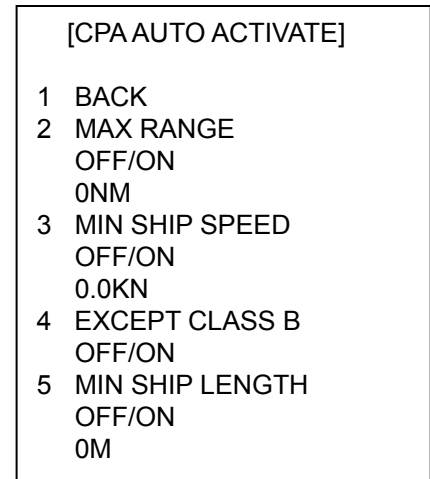 [CPA AUTO ACTIVATE]
1 BACK
2 MAX RANGE
OFF/ON
0NM
3 MIN SHIP SPEED
OFF/ON
0.0KN
4 EXCEPT CLASS B
OFF/ON
5 MIN SHIP LENGTH
OFF/ON
0M